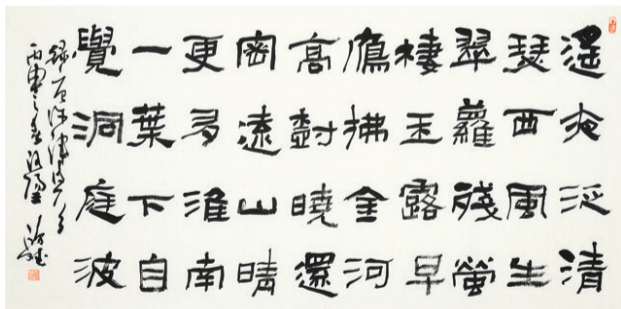 遙夜泛清
瑟西風生
翠蘿殘螢
棲玉露早
鴈拂金河
高樹曉還
密遠山晴
更多淮南
一葉下自
覺洞庭波